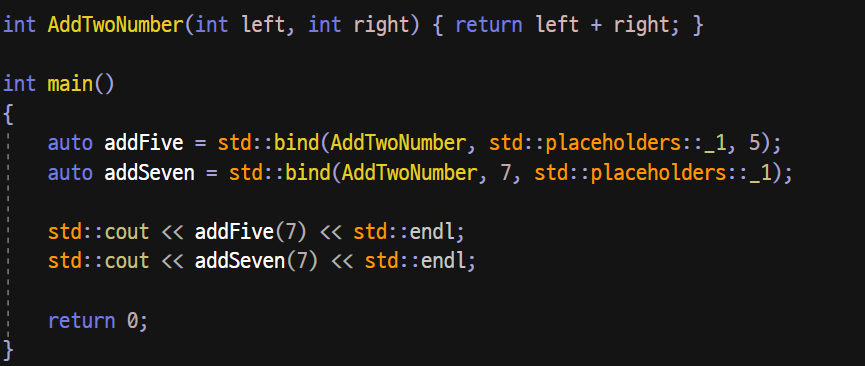 int AddTwoNumber(int left, int right) { return left + right; }
int main()
{
auto addFive = std::bind(AddTwoNumber, std::placeholders::_1, 5);
auto addSeven = std::bind(AddTwoNumber, 7, std::placeholders::_1);
std::cout << addFive(7) << std::endl;
std::cout << addSeven(7) << std::endl;
return 0;
}